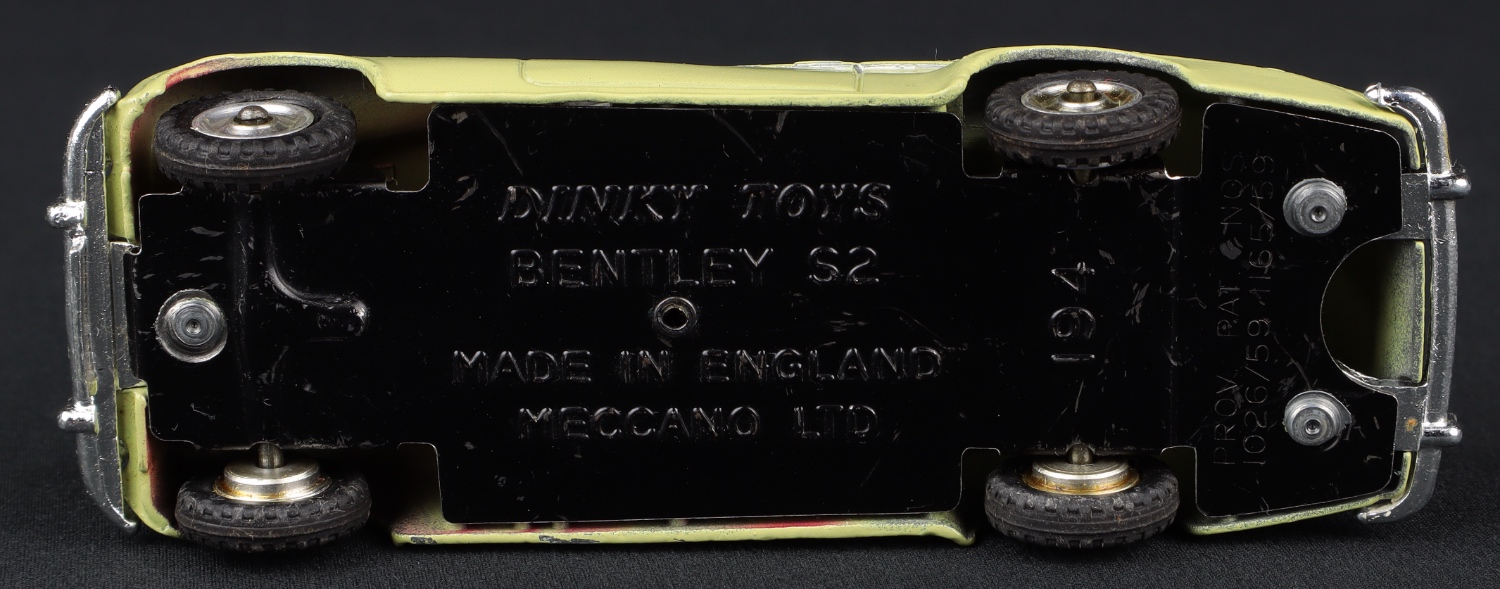 DINKY TOYS
BENTLEY S2
MADE IN ENGLAND
MECCANO LTD.
194
PROV. PAT NOS
1026/59 1165/59